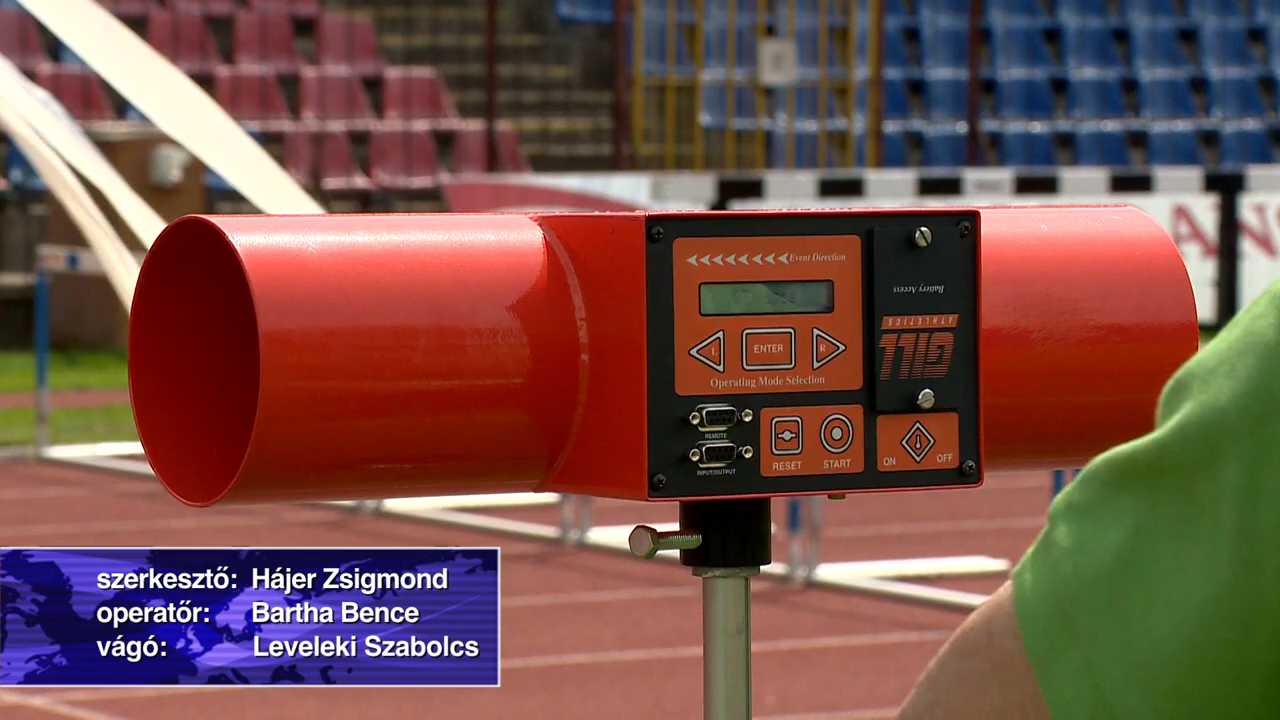 Event Direction
L
ENTER
R
Operating Mode Selection
Battery Access
GILL
ATHLETICS
REMOTE
INPUT/OUTPUT
RESET
START
ON
OFF
szerkesztő: Hájer Zsigmond
operatőr: Bartha Bence
vágó: Leveleki Szabolcs